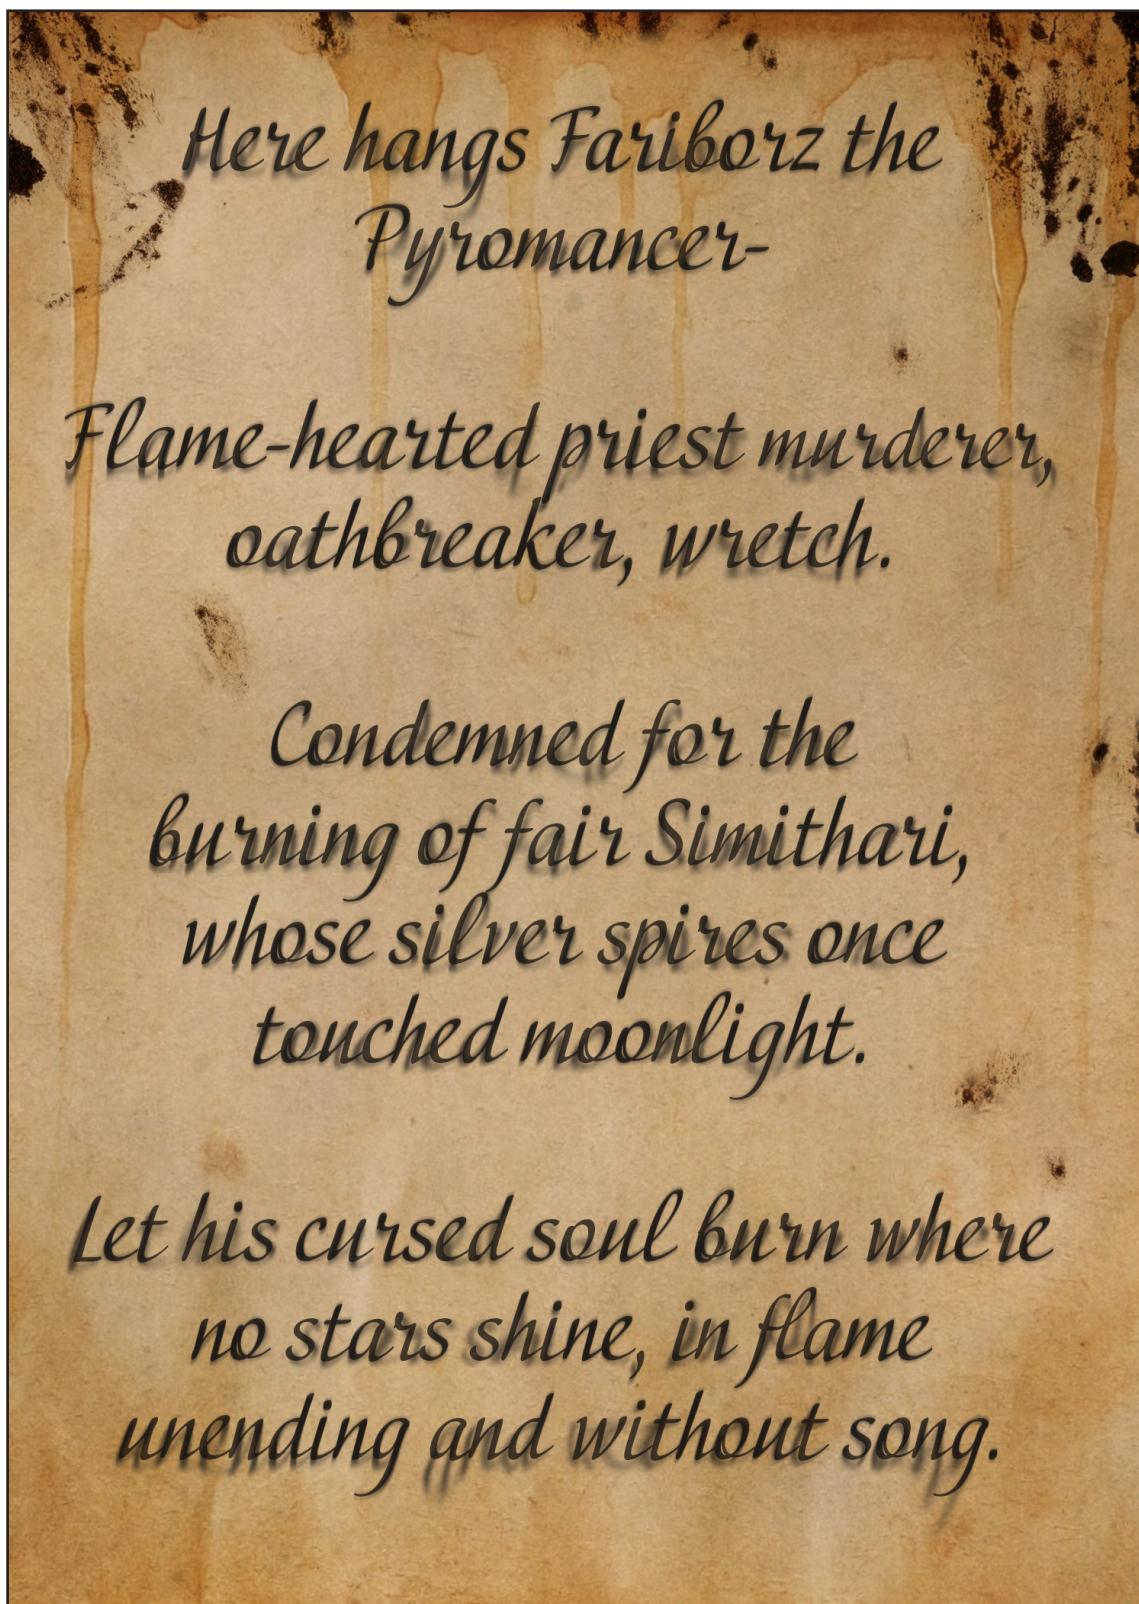 Here hangs Fariborz the
Pyromancer-
Flame-hearted priest murderer,
oathbreaker, wretch.
Condemned for the
burning of fair Simithari,
whose silver spires once
touched moonlight.
Let his cursed soul burn where
no stars shine, in flame
unending and without song.